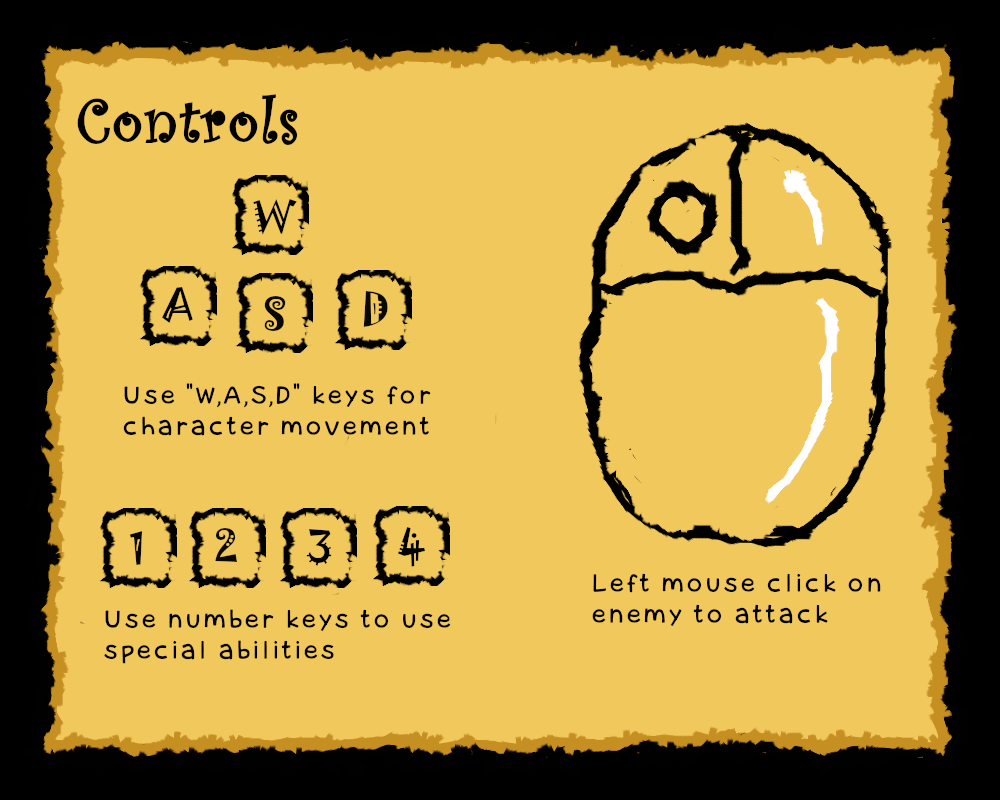 Controls
W
A S D
Use "W,A,S,D" keys for
character movement
1 2 3 4
Use number keys to use
special abilities
Left mouse click on
enemy to attack